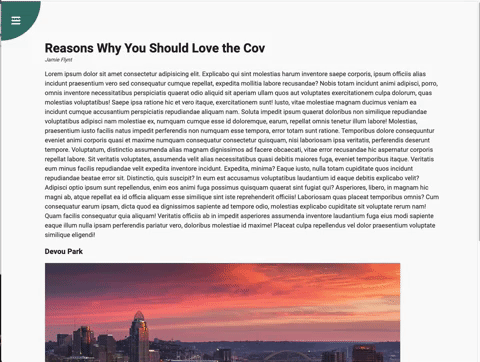 Reasons Why You Should Love the Cov
Jamie Flynt
Lorem ipsum dolor sit amet consectetur adipisicing elit. Explicabo qui sint molestias harum inventore saepe corporis, ipsum officiis alias
incidunt praesentium vero sed consequatur cumque repellat, expedita mollitia labore recusandae? Nobis totam incidunt animi adipisci, porro,
omnis inventore necessitatibus perspiciatis quaerat odio aliquid sit aperiam ullam quos aut voluptates exercitationem culpa dolorum, quas
molestias voluptatibus! Saepe ipsa ratione hic et vero itaque, exercitationem sunt! Iusto, vitae molestiae magnam ducimus veniam ea
incidunt cumque accusantium perspiciatis repudiandae aliquam nam. Soluta impedit ipsum quaerat doloribus non similique repudiandae
voluptatibus adipisci nam molestiae ex, numquam cumque esse id doloremque, earum, repellat omnis tenetur illum labore! Molestias,
praesentium iusto facilis natus impedit perferendis non numquam esse tempora, error totam sunt ratione. Temporibus dolore consequuntur
eveniet animi corporis quasi et maxime numquam consequatur consectetur quisquam, nisi laboriosam ipsa veritatis, perferendis deserunt
tempore. Voluptatum, distinctio assumenda alias magnam dignissimos ad facere obcaecati, vitae error recusandae hic aspernatur corporis
repellat labore. Sit veritatis voluptates, assumenda velit alias necessitatibus quasi debitis maiores fuga, eveniet temporibus itaque. Veritatis
eum minus facilis repudiandae velit expedita inventore incidunt. Expedita, minima? Eaque iusto, nulla totam cupiditate quos incidunt
repudiandae beatae error sit. Distinctio, quis suscipit? In eum est accusamus voluptatibus laudantium id eaque debitis explicabo velit?
Adipisci optio ipsum sunt repellendus, enim eos animi fuga possimus quisquam quaerat sint fugiat qui? Asperiores, libero, in magnam hic
magni ab, atque repellat ea id officia aliquam esse similique sint iste reprehenderit officiis! Laboriosam quas placeat temporibus omnis? Cum
consequatur earum ipsam, dicta quod ea dignissimos sapiente ad tempore odio, molestias explicabo cupiditate sit voluptate rerum nam!
Quam facilis consequatur quia aliquam! Veritatis officiis ab in impedit asperiores assumenda inventore laudantium fuga eius modi sapiente
eaque illum nulla ipsam perferendis pariatur vero, doloribus molestiae id maxime! Placeat culpa repellendus vel dolor praesentium voluptate
similique eligendi!
Devou Park